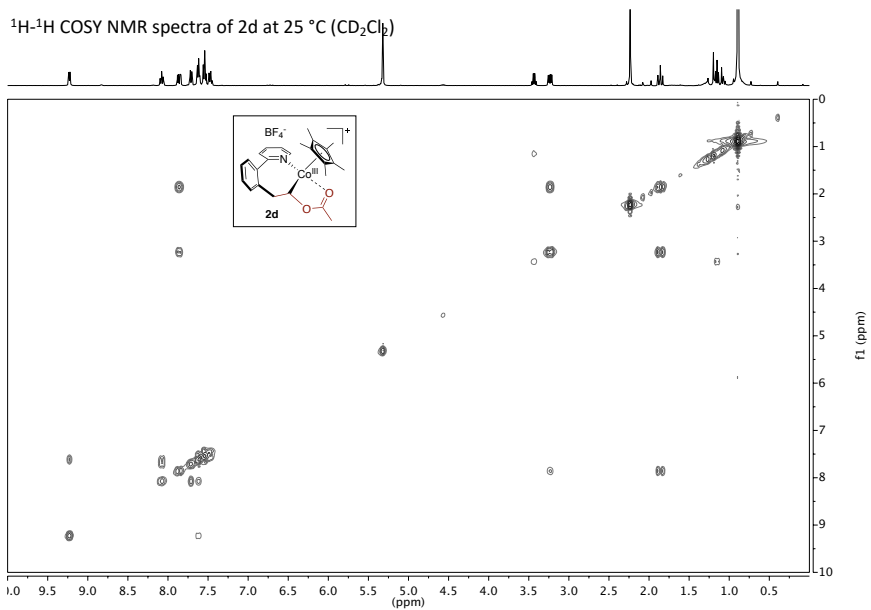 ¹H-¹H COSY NMR spectra of 2d at 25 °C (CD₂Cl₂)
BF₄⁻
+
N
Coᴵᴵᴵ
O
O
2d
0
1
2
3
4
5
6
7
8
9
10
f1 (ppm)
0.0 9.5 9.0 8.5 8.0 7.5 7.0 6.5 6.0 5.5 5.0 4.5 4.0 3.5 3.0 2.5 2.0 1.5 1.0 0.5
(ppm)